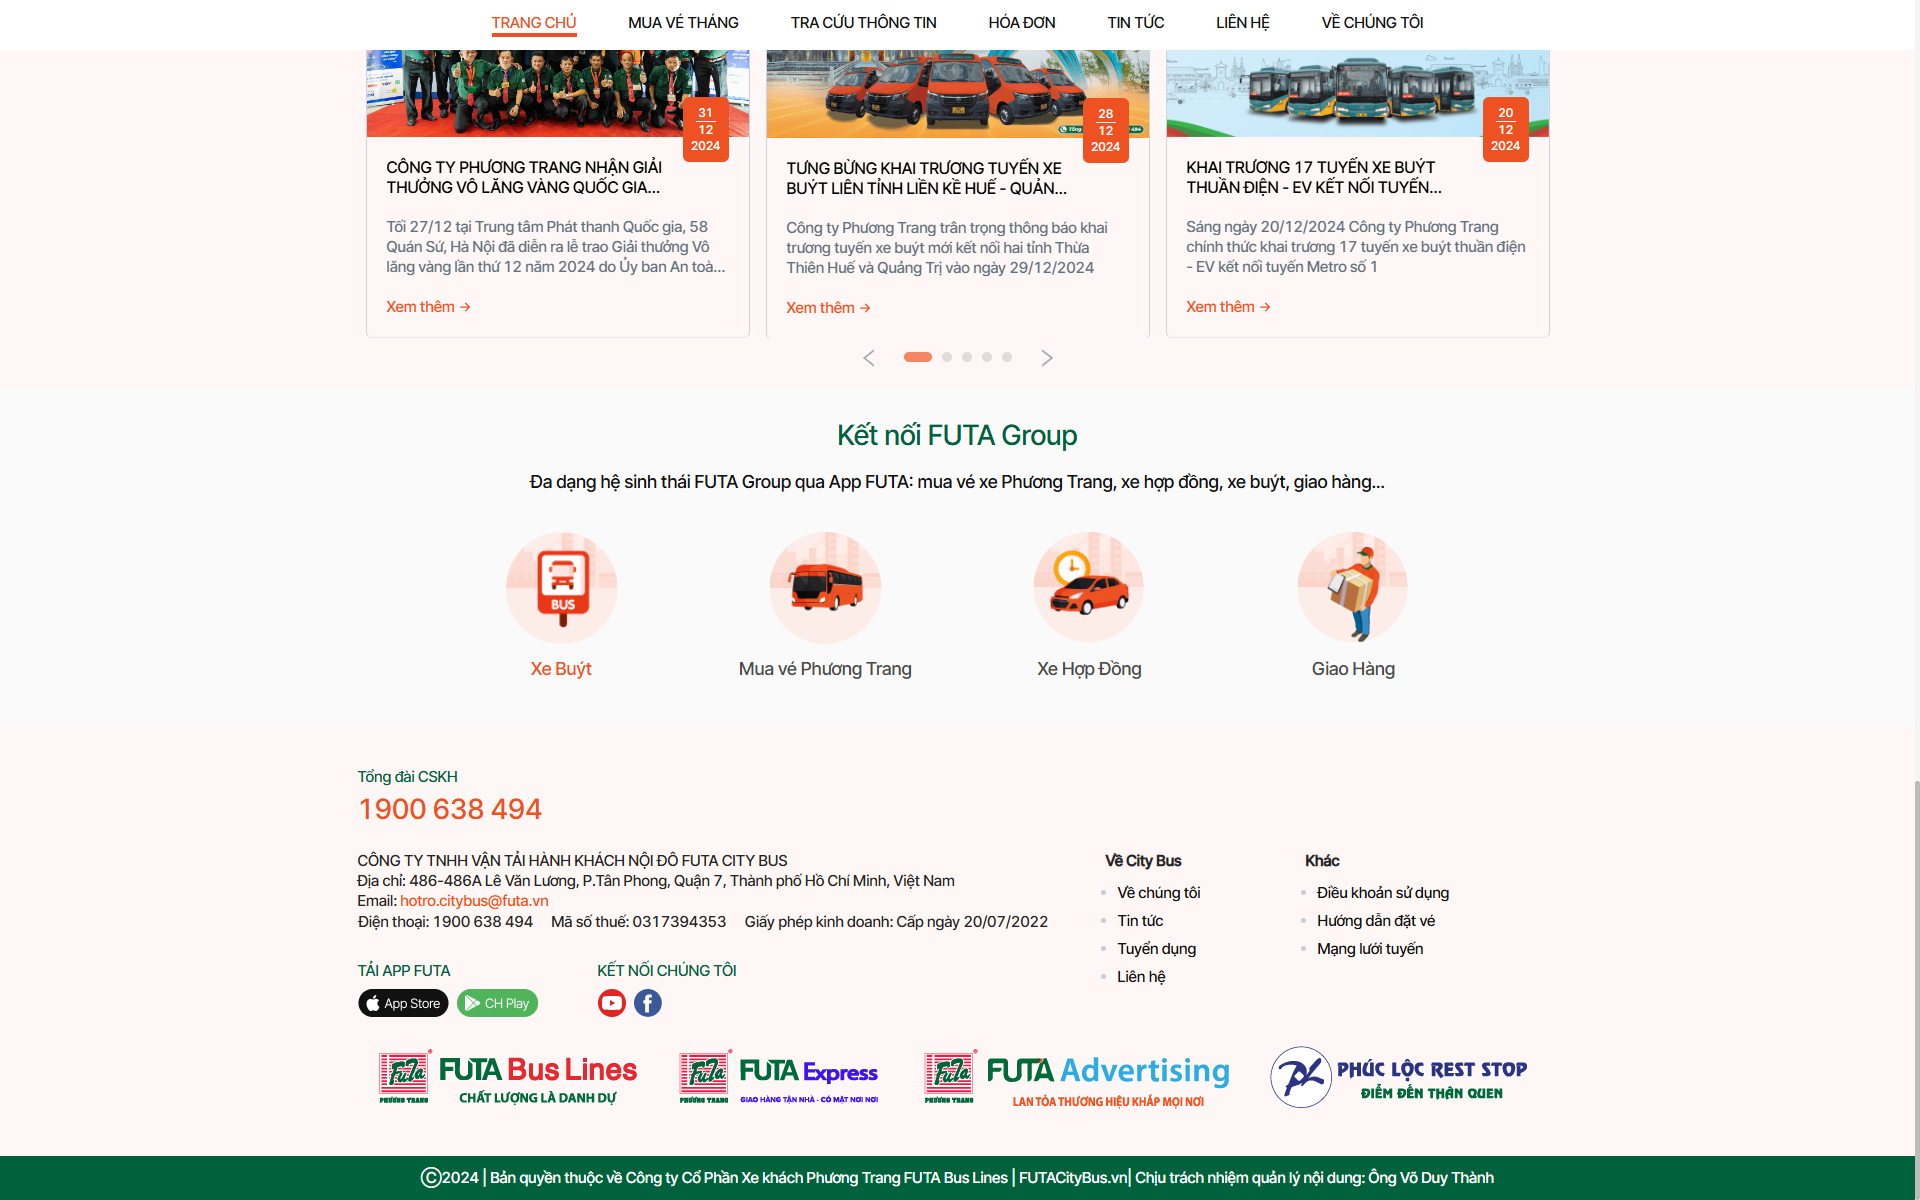 TRANG CHỦ
MUA VÉ THÁNG
TRA CỨU THÔNG TIN
HÓA ĐƠN
TIN TỨC
LIÊN HỆ
VỀ CHÚNG TÔI
31
12
2024
CÔNG TY PHƯƠNG TRANG NHẬN GIẢI
THƯỞNG VÔ LĂNG VÀNG QUỐC GIA...
Tối 27/12 tại Trung tâm Phát thanh Quốc gia, 58
Quán Sứ, Hà Nội đã diễn ra lễ trao Giải thưởng Vô
lăng vàng lần thứ 12 năm 2024 do Ủy ban An toà...
Xem thêm →
28
12
2024
TƯNG BỪNG KHAI TRƯƠNG TUYẾN XE
BUÝT LIÊN TỈNH LIỀN KỀ HUẾ - QUẢN...
Công ty Phương Trang trân trọng thông báo khai
trương tuyến xe buýt mới kết nối hai tỉnh Thừa
Thiên Huế và Quảng Trị vào ngày 29/12/2024
Xem thêm →
20
12
2024
KHAI TRƯƠNG 17 TUYẾN XE BUÝT
THUẦN ĐIỆN - EV KẾT NỐI TUYẾN...
Sáng ngày 20/12/2024 Công ty Phương Trang
chính thức khai trương 17 tuyến xe buýt thuần điện
- EV kết nối tuyến Metro số 1
Xem thêm →
Kết nối FUTA Group
Đa dạng hệ sinh thái FUTA Group qua App FUTA: mua vé xe Phương Trang, xe hợp đồng, xe buýt, giao hàng...
BUS
Xe Buýt
Mua vé Phương Trang
Xe Hợp Đồng
Giao Hàng
Tổng đài CSKH
1900 638 494
CÔNG TY TNHH VẬN TẢI HÀNH KHÁCH NỘI ĐÔ FUTA CITY BUS
Địa chỉ: 486-486A Lê Văn Lương, P.Tân Phong, Quận 7, Thành phố Hồ Chí Minh, Việt Nam
Email: hotro.citybus@futa.vn
Điện thoại: 1900 638 494 Mã số thuế: 0317394353 Giấy phép kinh doanh: Cấp ngày 20/07/2022
Về City Bus
Về chúng tôi
Tin tức
Tuyển dụng
Liên hệ
Khác
Điều khoản sử dụng
Hướng dẫn đặt vé
Mạng lưới tuyến
TẢI APP FUTA
App Store
CH Play
KẾT NỐI CHÚNG TÔI
FuTa
PHƯƠNG TRANG
FUTA Bus Lines
CHẤT LƯỢNG LÀ DANH DỰ
FuTa
PHƯƠNG TRANG
FUTA Express
GIAO HÀNG TẬN NHÀ - CÓ MẶT NƠI NƠI
FuTa
PHƯƠNG TRANG
FUTA Advertising
LAN TỎA THƯƠNG HIỆU KHẮP MỌI NƠI
PHÚC LỘC REST STOP
ĐIỂM ĐẾN THÂN QUEN
©2024 | Bản quyền thuộc về Công ty Cổ Phần Xe khách Phương Trang FUTA Bus Lines | FUTACityBus.vn| Chịu trách nhiệm quản lý nội dung: Ông Võ Duy Thành